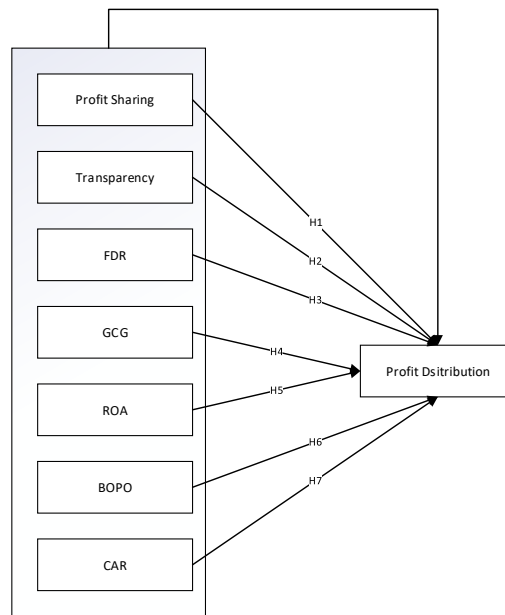 Profit Sharing
Transparency
FDR
GCG
ROA
BOPO
CAR
H1
H2
H3
H4
H5
H6
H7
Profit Dsitribution